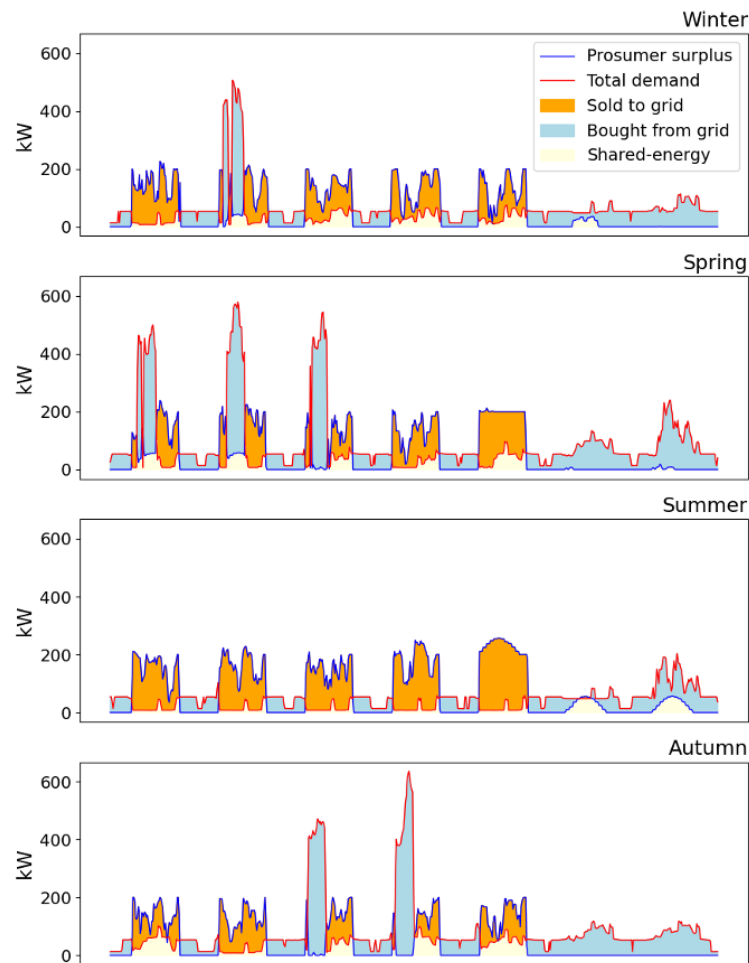 Winter
600
400
200
0
kW
Prosumer surplus
Total demand
Sold to grid
Bought from grid
Shared-energy
Spring
600
400
200
0
kW
Summer
600
400
200
0
kW
Autumn
600
400
200
0
kW